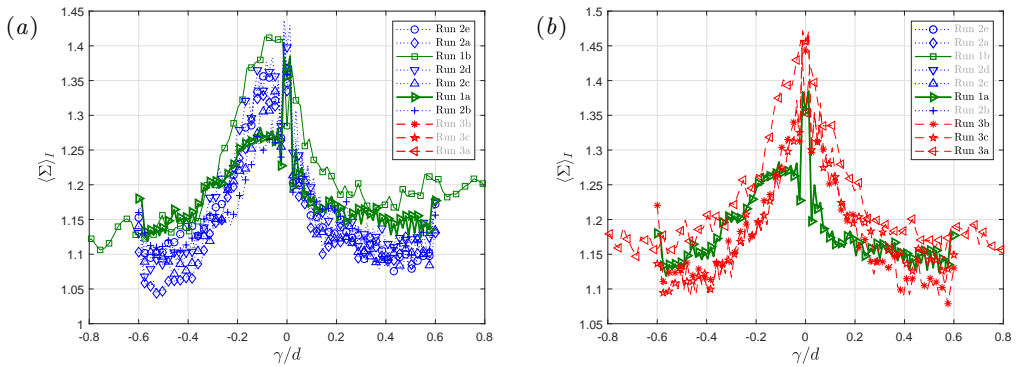 (a)
1.45
1.4
1.35
1.3
1.25
1.2
1.15
1.1
1.05
1
⟨Σ⟩I
-0.8 -0.6 -0.4 -0.2 0 0.2 0.4 0.6 0.8
γ/d
Run 2e
Run 2a
Run 1b
Run 2d
Run 2c
Run 1a
Run 2b
Run 3b
Run 3c
Run 3a
(b)
1.5
1.45
1.4
1.35
1.3
1.25
1.2
1.15
1.1
1.05
⟨Σ⟩I
-0.8 -0.6 -0.4 -0.2 0 0.2 0.4 0.6 0.8
γ/d
Run 2e
Run 2a
Run 1b
Run 2d
Run 2c
Run 1a
Run 2b
Run 3b
Run 3c
Run 3a